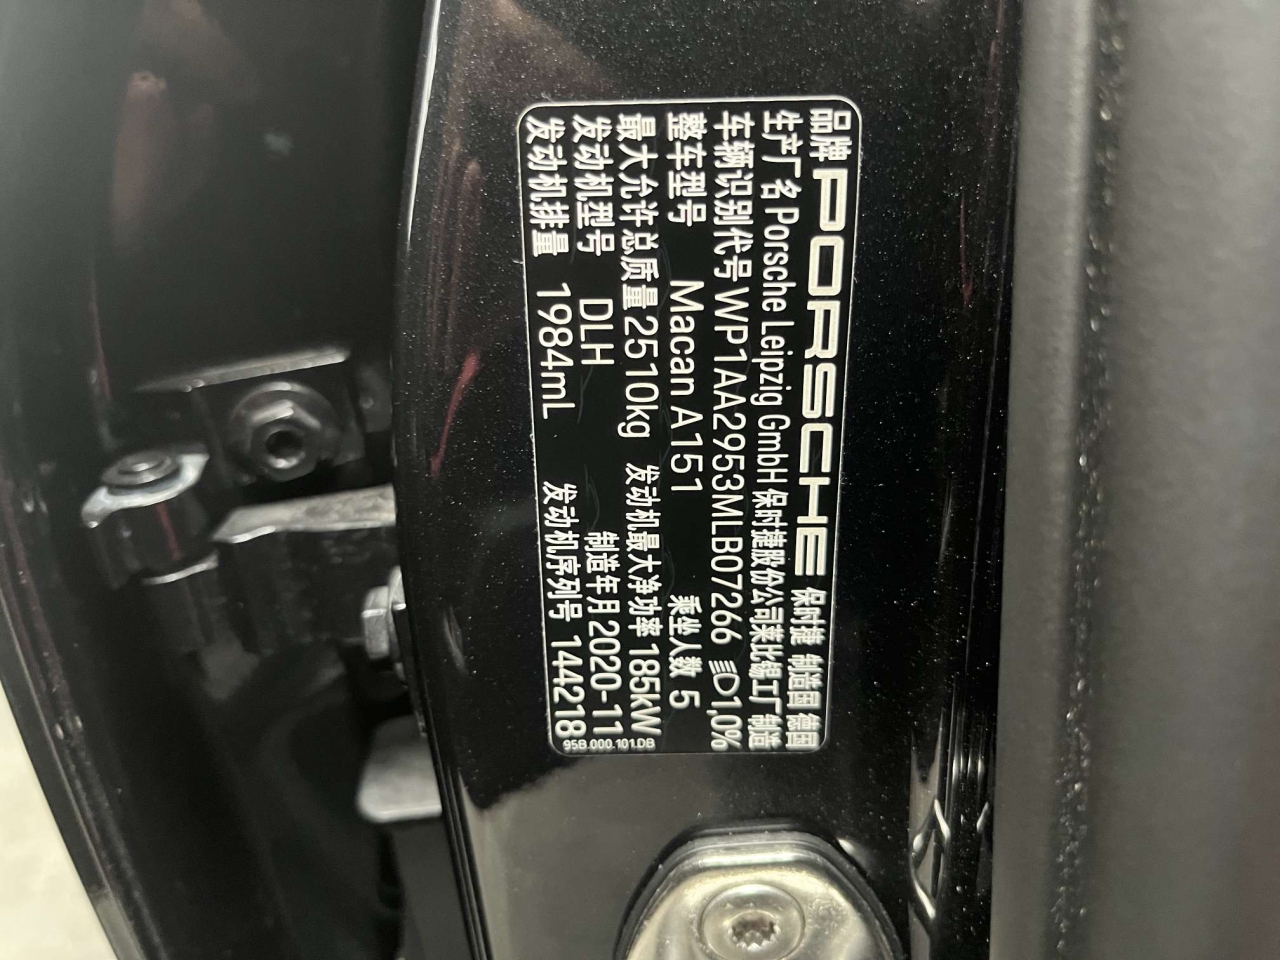 品牌 PORSCHE 保时捷 制造国 德国
生产厂名 Porsche Leipzig GmbH 保时捷股份公司莱比锡工厂制造
车辆识别代号 WP1AA2953MLB07266 1,0%
整车型号 Macan A151 乘坐人数 5
最大允许总质量 2510kg 发动机最大净功率 185kW
发动机型号 DLH 制造年月 2020-11
发动机排量 1984mL 发动机序列号 144218
95B.000.101.DB